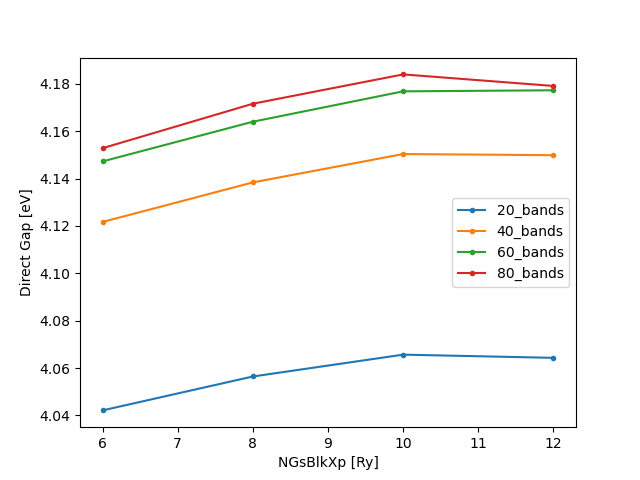 4.18
4.16
4.14
4.12
4.10
4.08
4.06
4.04
Direct Gap [eV]
20_bands
40_bands
60_bands
80_bands
6 7 8 9 10 11 12
NGsBlkXp [Ry]